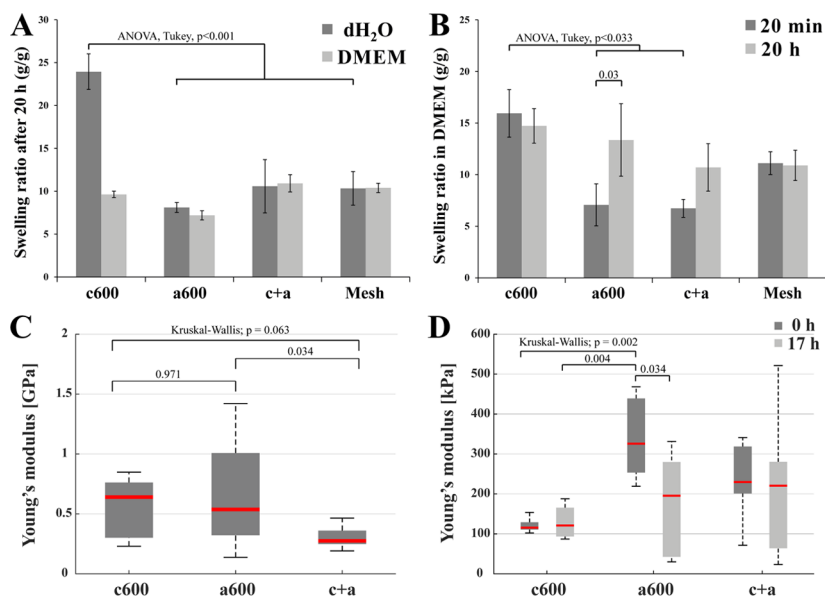 A
Swelling ratio after 20 h (g/g)
30
25
20
15
10
5
0
ANOVA, Tukey, p<0.001
dH2O
DMEM
c600
a600
c+a
Mesh
B
Swelling ratio in DMEM (g/g)
25
20
15
10
5
0
ANOVA, Tukey, p<0.033
0.03
20 min
20 h
c600
a600
c+a
Mesh
C
Young's modulus [GPa]
2
1.5
1
0.5
0
Kruskal-Wallis; p = 0.063
0.034
0.971
c600
a600
c+a
D
Young's modulus [kPa]
600
500
400
300
200
100
0
0 h
17 h
Kruskal-Wallis; p = 0.002
0.004
0.034
c600
a600
c+a